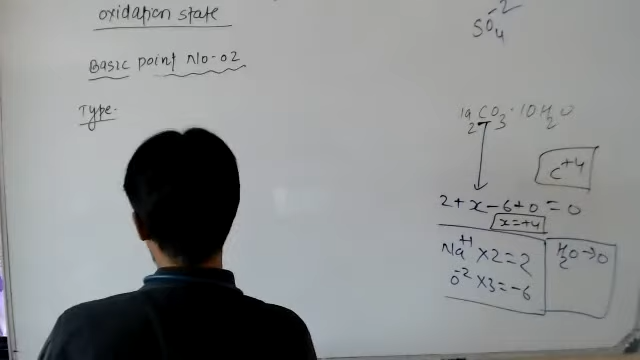 oxidation state
Basic point No-02
Type-
SO4-2
Na2CO3·10H2O
C+4
2+x-6+0=0
x=+4
Na+1×2=2
O-2×3=-6
H2O→0